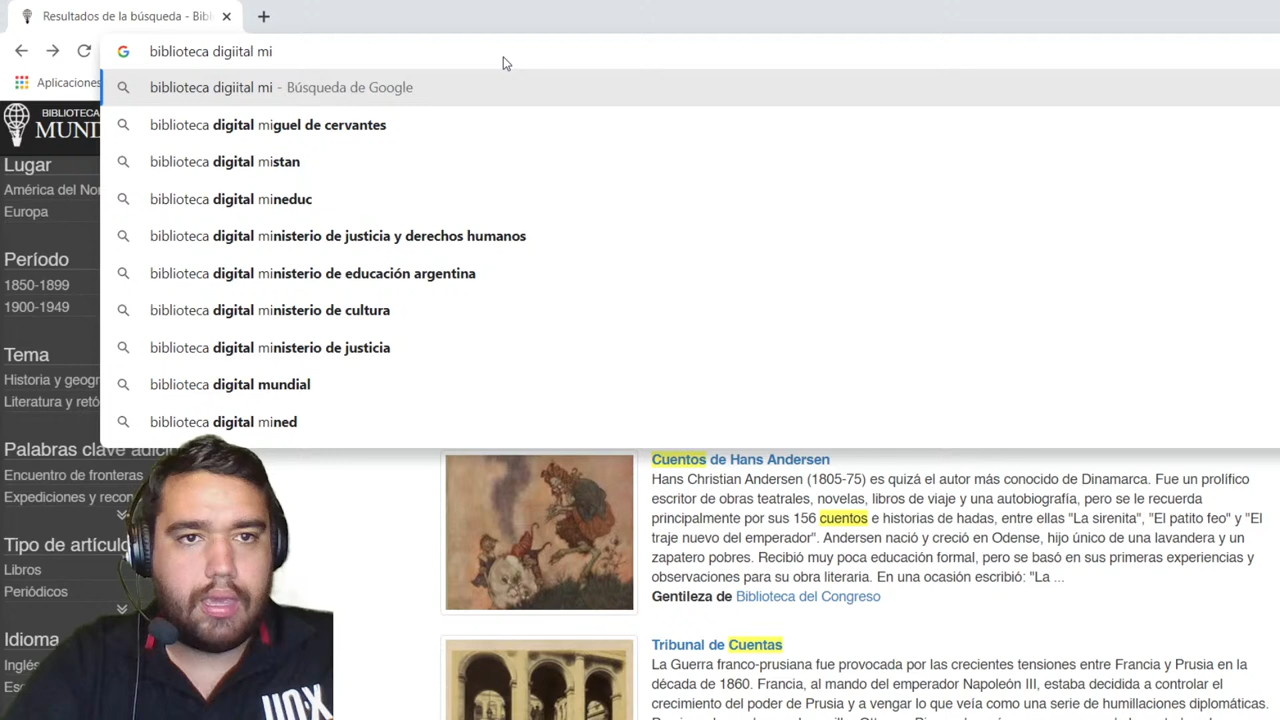 Resultados de la búsqueda - Bibl
biblioteca digiital mi
Aplicaciones
biblioteca digiital mi - Búsqueda de Google
biblioteca digital miguel de cervantes
biblioteca digital mistan
biblioteca digital mineduc
biblioteca digital ministerio de justicia y derechos humanos
biblioteca digital ministerio de educación argentina
biblioteca digital ministerio de cultura
biblioteca digital ministerio de justicia
biblioteca digital mundial
biblioteca digital mined
BIBLIOTECA
MUND
Lugar
América del Nor
Europa
Período
1850-1899
1900-1949
Tema
Historia y geogr
Literatura y retó
Palabras clave adici
Encuentro de fronteras
Expediciones y recon
Tipo de artículo
Libros
Periódicos
Idioma
Inglés
Es
UOX
Cuentos de Hans Andersen
Hans Christian Andersen (1805-75) es quizá el autor más conocido de Dinamarca. Fue un prolífico
escritor de obras teatrales, novelas, libros de viaje y una autobiografía, pero se le recuerda
principalmente por sus 156 cuentos e historias de hadas, entre ellas "La sirenita", "El patito feo" y "El
traje nuevo del emperador". Andersen nació y creció en Odense, hijo único de una lavandera y un
zapatero pobres. Recibió muy poca educación formal, pero se basó en sus primeras experiencias y
observaciones para su obra literaria. En una ocasión escribió: "La ...
Gentileza de Biblioteca del Congreso
Tribunal de Cuentas
La Guerra franco-prusiana fue provocada por las crecientes tensiones entre Francia y Prusia en la
década de 1860. Francia, al mando del emperador Napoleón III, estaba decidida a controlar el
crecimiento del poder de Prusia y a vengar lo que veía como una serie de humillaciones diplomáticas.